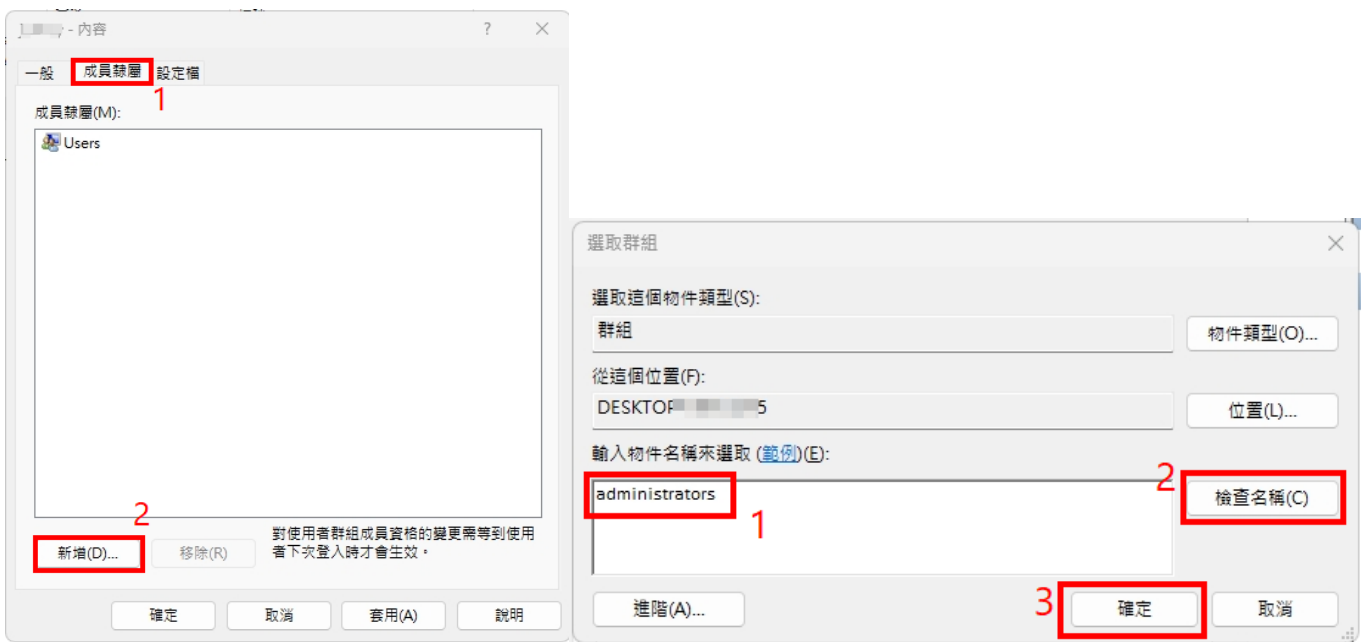 - 內容
一般 成員隸屬 設定檔
1
成員隸屬(M):
Users
2
新增(D)... 移除(R)
對使用者群組成員資格的變更需等到使用
者下次登入時才會生效。
確定 取消 套用(A) 說明
選取群組
選取這個物件類型(S):
群組
物件類型(O)...
從這個位置(F):
位置(L)...
輸入物件名稱來選取 (範例)(E):
administrators
1
2
檢查名稱(C)
進階(A)...
3
確定 取消